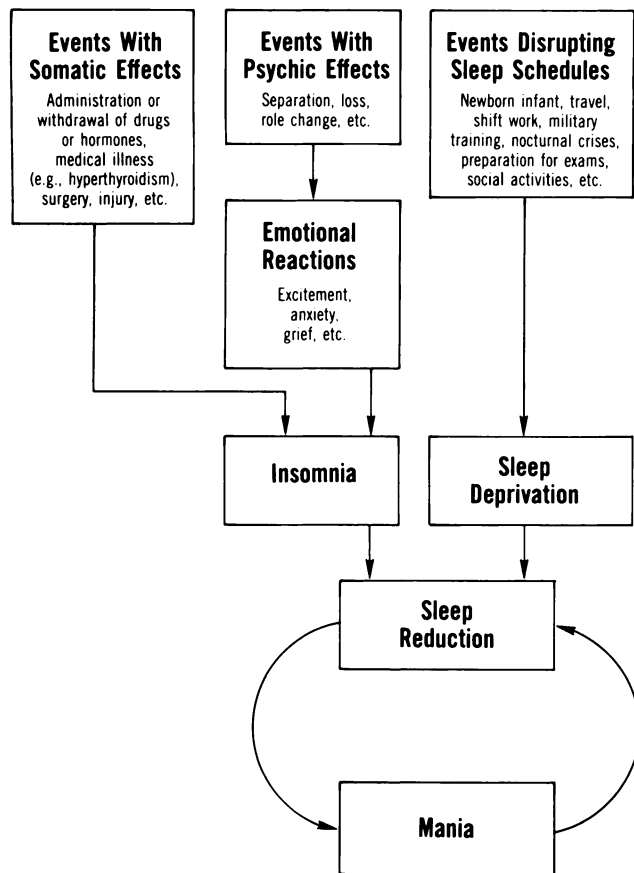 Events With
Somatic Effects
Administration or
withdrawal of drugs
or hormones,
medical illness
(e.g., hyperthyroidism),
surgery, injury, etc.
Events With
Psychic Effects
Separation, loss,
role change, etc.
Events Disrupting
Sleep Schedules
Newborn infant, travel,
shift work, military
training, nocturnal crises,
preparation for exams,
social activities, etc.
Emotional
Reactions
Excitement,
anxiety,
grief, etc.
Insomnia
Sleep
Deprivation
Sleep
Reduction
Mania